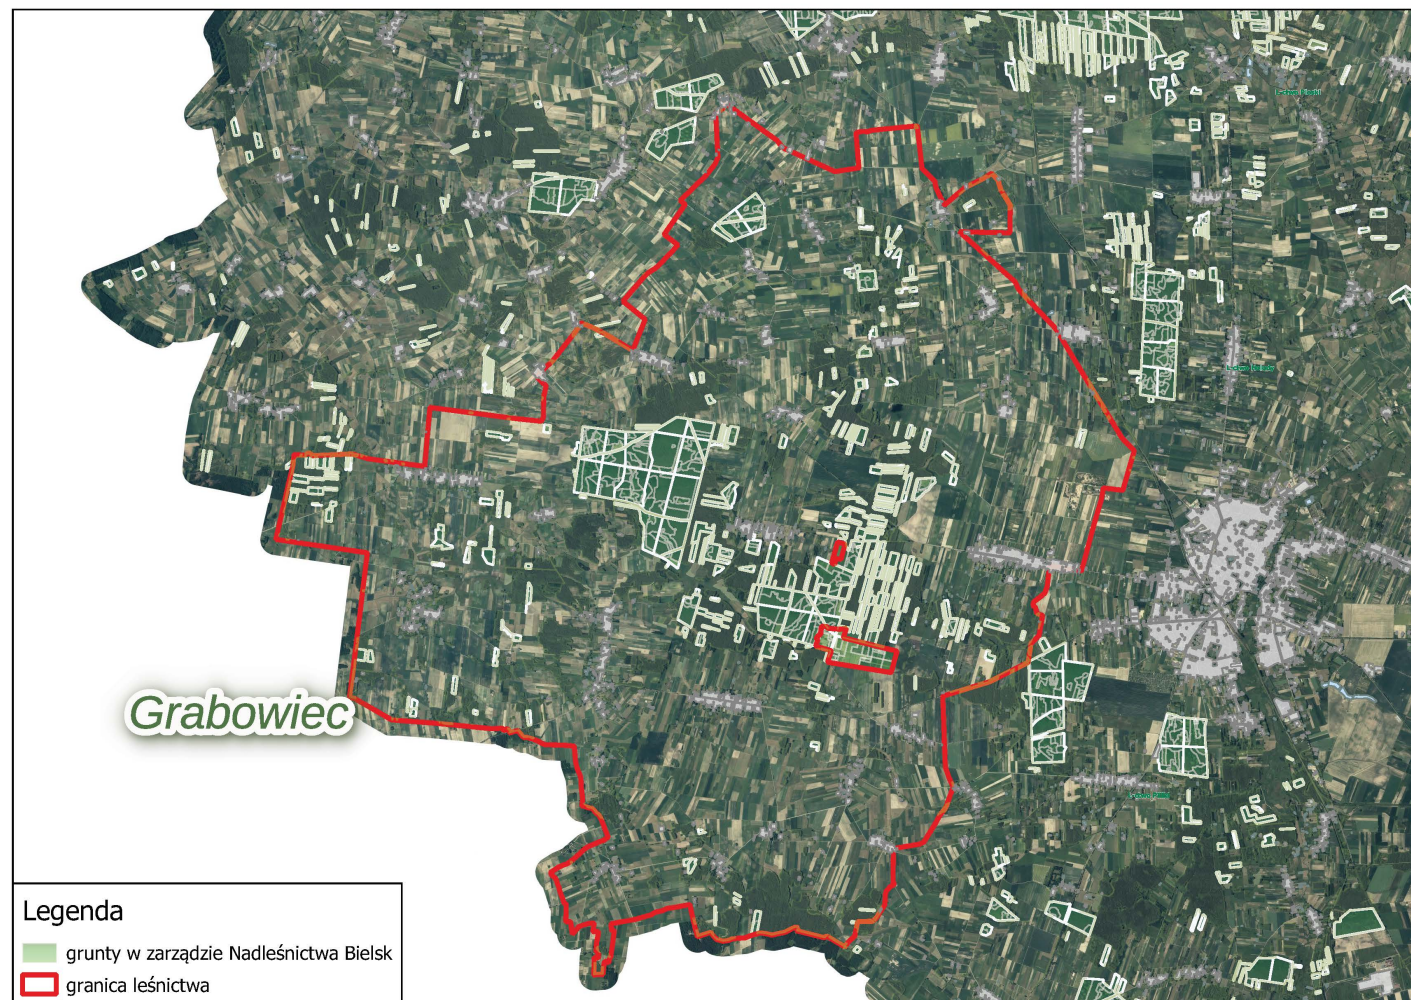 Grabowiec
Legenda
grunty w zarządzie Nadleśnictwa Bielsk
granica leśnictwa